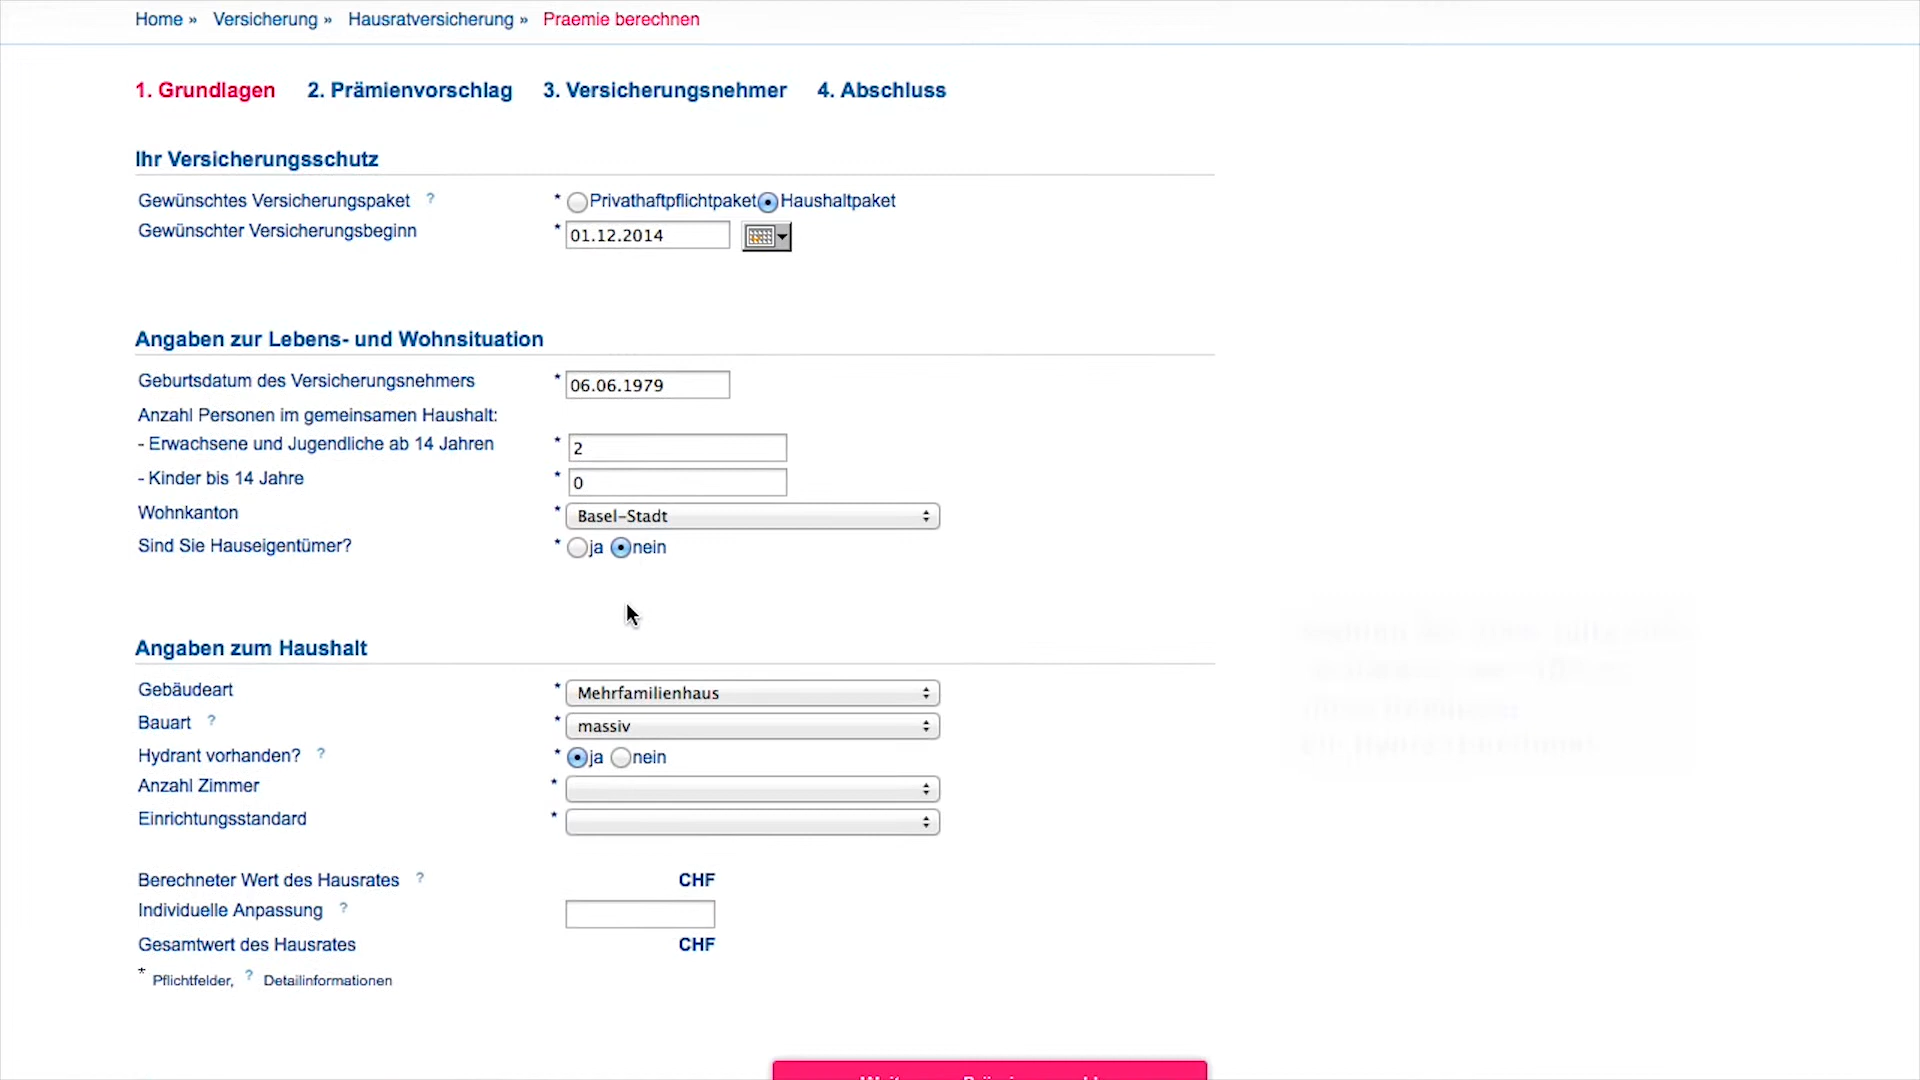 Home » Versicherung » Hausratversicherung » Praemie berechnen
1. Grundlagen 2. Prämienvorschlag 3. Versicherungsnehmer 4. Abschluss
Ihr Versicherungsschutz
Gewünschtes Versicherungspaket ? * Privathaftpflichtpaket Haushaltpaket
Gewünschter Versicherungsbeginn * 01.12.2014
Angaben zur Lebens- und Wohnsituation
Geburtsdatum des Versicherungsnehmers * 06.06.1979
Anzahl Personen im gemeinsamen Haushalt:
- Erwachsene und Jugendliche ab 14 Jahren * 2
- Kinder bis 14 Jahre * 0
Wohnkanton * Basel-Stadt
Sind Sie Hauseigentümer? * ja nein
Angaben zum Haushalt
Gebäudeart * Mehrfamilienhaus
Bauart ? * massiv
Hydrant vorhanden? ? * ja nein
Anzahl Zimmer *
Einrichtungsstandard *
Berechneter Wert des Hausrates ? CHF
Individuelle Anpassung ?
Gesamtwert des Hausrates CHF
* Pflichtfelder, ? Detailinformationen